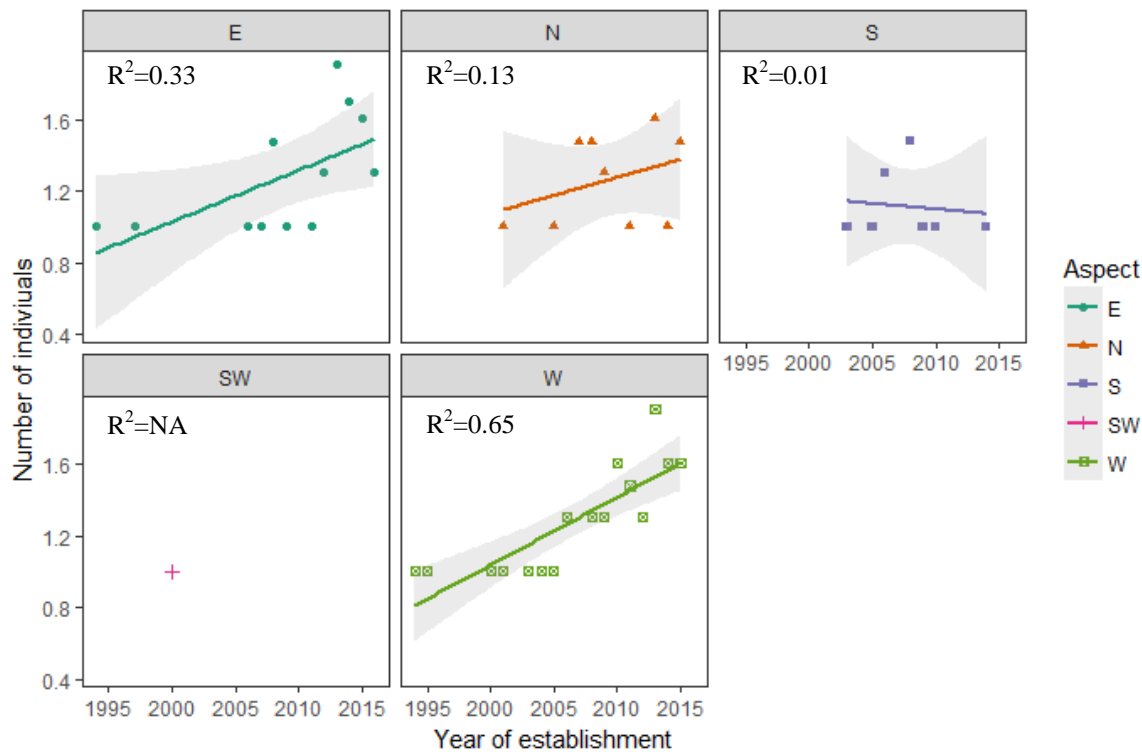 E
N
S
R²=0.33
R²=0.13
R²=0.01
1.6
1.2
0.8
0.4
1995 2000 2005 2010 2015
SW
W
R²=NA
R²=0.65
1.6
1.2
0.8
0.4
1995 2000 2005 2010 2015
1995 2000 2005 2010 2015
Number of indiviuals
Year of establishment
Aspect
E
N
S
SW
W